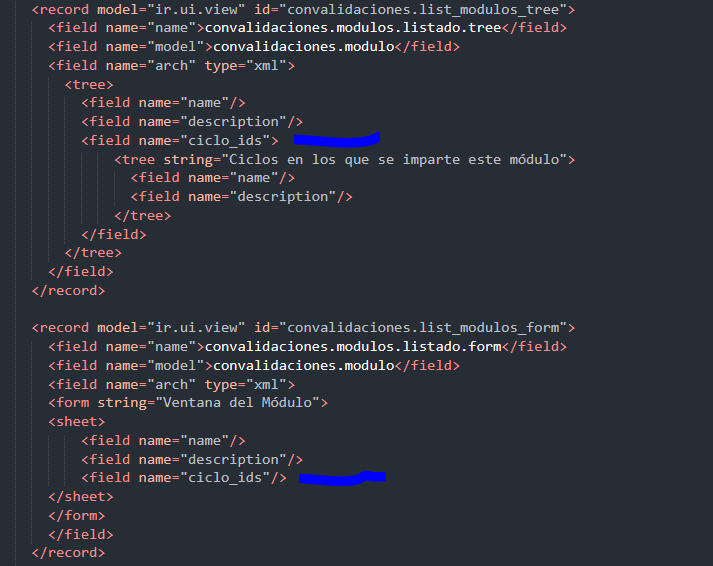 <record model="ir.ui.view" id="convalidaciones.list_modulos_tree">
<field name="name">convalidaciones.modulos.listado.tree</field>
<field name="model">convalidaciones.modulo</field>
<field name="arch" type="xml">
<tree>
<field name="name"/>
<field name="description"/>
<field name="ciclo_ids">
<tree string="Ciclos en los que se imparte este módulo">
<field name="name"/>
<field name="description"/>
</tree>
</field>
</tree>
</field>
</record>
<record model="ir.ui.view" id="convalidaciones.list_modulos_form">
<field name="name">convalidaciones.modulos.listado.form</field>
<field name="model">convalidaciones.modulo</field>
<field name="arch" type="xml">
<form string="Ventana del Módulo">
<sheet>
<field name="name"/>
<field name="description"/>
<field name="ciclo_ids"/>
</sheet>
</form>
</field>
</record>